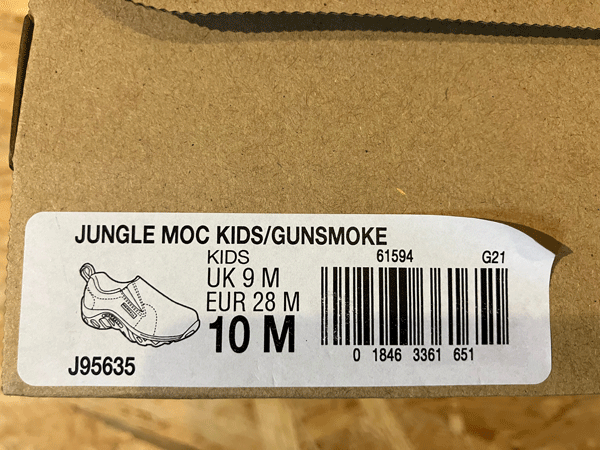 JUNGLE MOC KIDS/GUNSMOKE
KIDS
UK 9 M
EUR 28 M
10 M
61594 G21
0 1846 3361 651
J95635